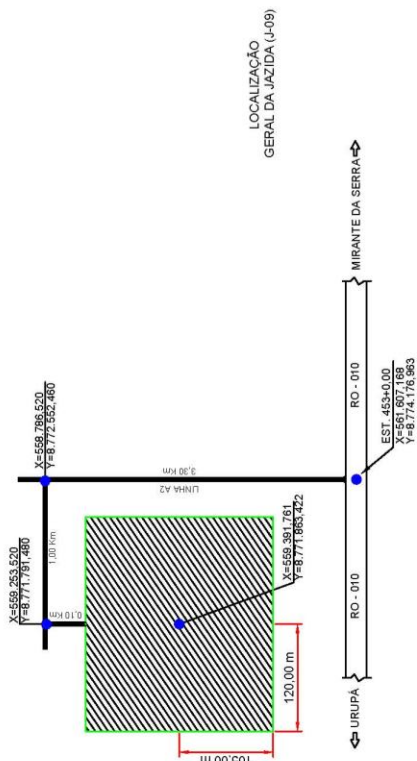 LOCALIZAÇÃO
GERAL DA JAZIDA (J-09)
X=558.786,520
Y=8.772.552,460
X=559.253,520
Y=8.771.791,480
1,00 Km
0,10 Km
3,30 Km
LINHA A2
X=559.391,761
Y=8.771.863,422
120,00 m
105,00 m
RO - 010
RO - 010
MIRANTE DA SERRA
URUPÁ
EST. 453+0,00
X=561.607,168
Y=8.774.176,963